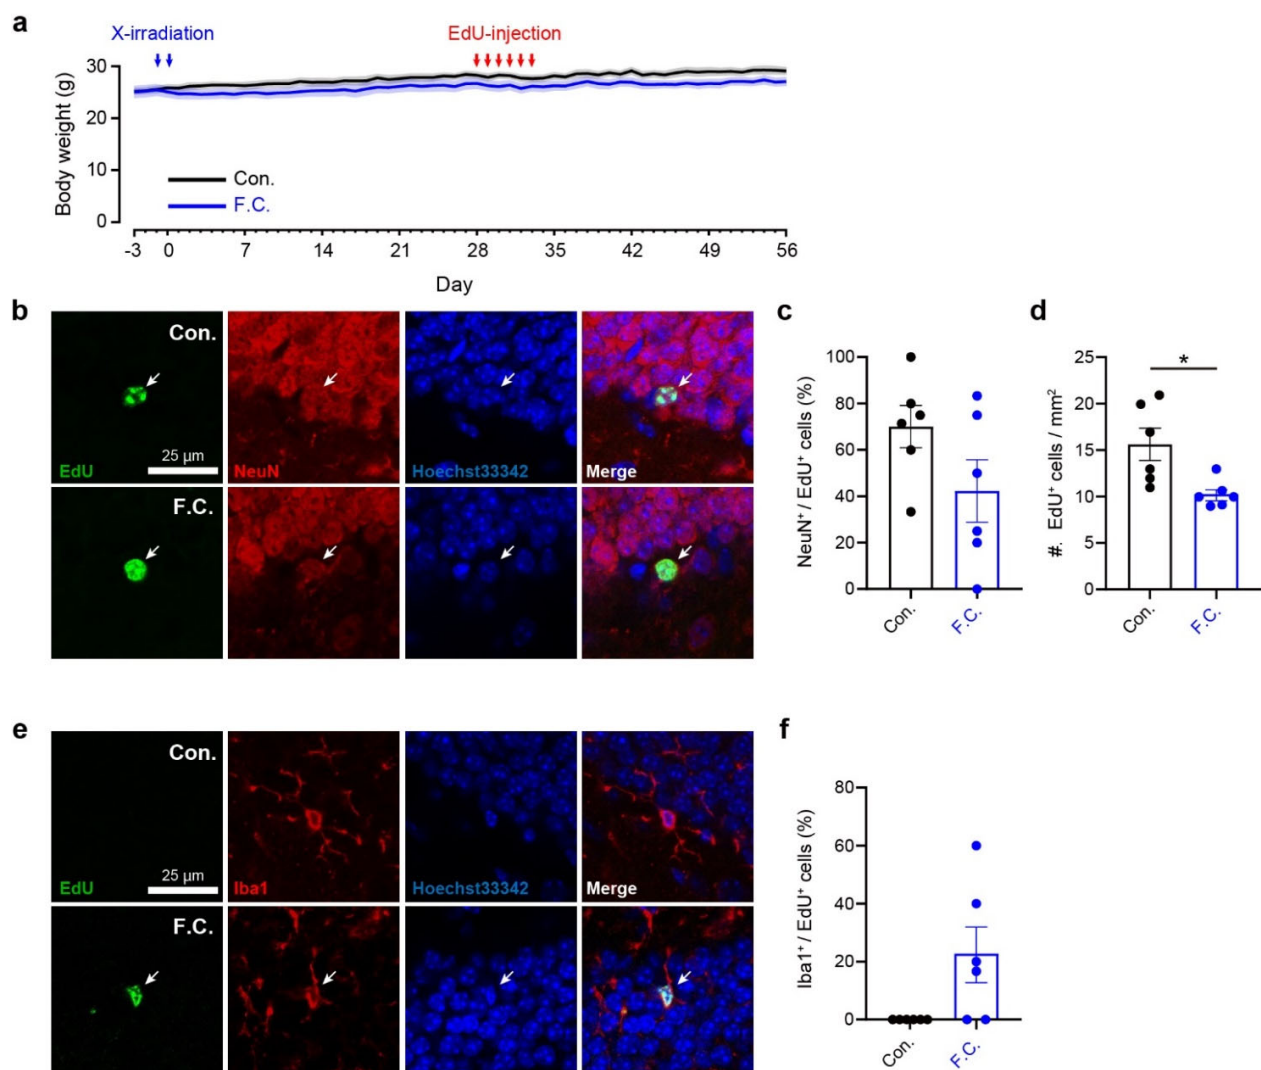 a
X-irradiation EdU-injection
Body weight (g)
30
20
10
0
Con.
F.C.
-3 0 7 14 21 28 35 42 49 56
Day
b
Con.
EdU 25 µm NeuN Hoechst33342 Merge
F.C.
c
NeuN⁺ / EdU⁺ cells (%)
100
80
60
40
20
0
Con. F.C.
d
#. EdU⁺ cells / mm²
25
20
15
10
5
0
*
Con. F.C.
e
Con.
EdU 25 µm Iba1 Hoechst33342 Merge
F.C.
f
Iba1⁺ / EdU⁺ cells (%)
80
60
40
20
0
Con. F.C.